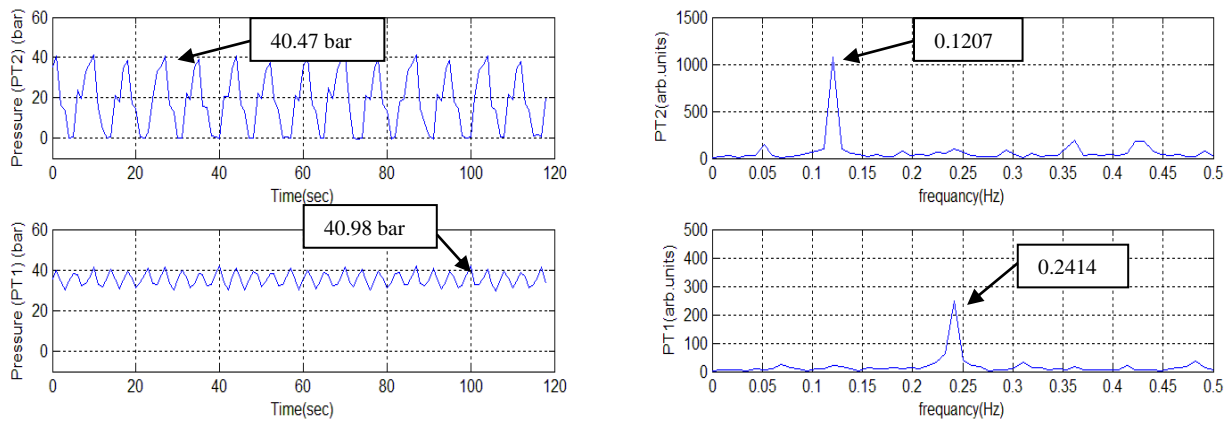 Pressure (PT2) (bar)
60
40
20
0
0 20 40 60 80 100 120
Time(sec)
40.47 bar
PT2(arb.units)
1500
1000
500
0
0 0.05 0.1 0.15 0.2 0.25 0.3 0.35 0.4 0.45 0.5
frequancy(Hz)
0.1207
Pressure (PT1) (bar)
60
40
20
0
0 20 40 60 80 100 120
Time(sec)
40.98 bar
PT1(arb.units)
500
400
300
200
100
0
0 0.05 0.1 0.15 0.2 0.25 0.3 0.35 0.4 0.45 0.5
frequancy(Hz)
0.2414